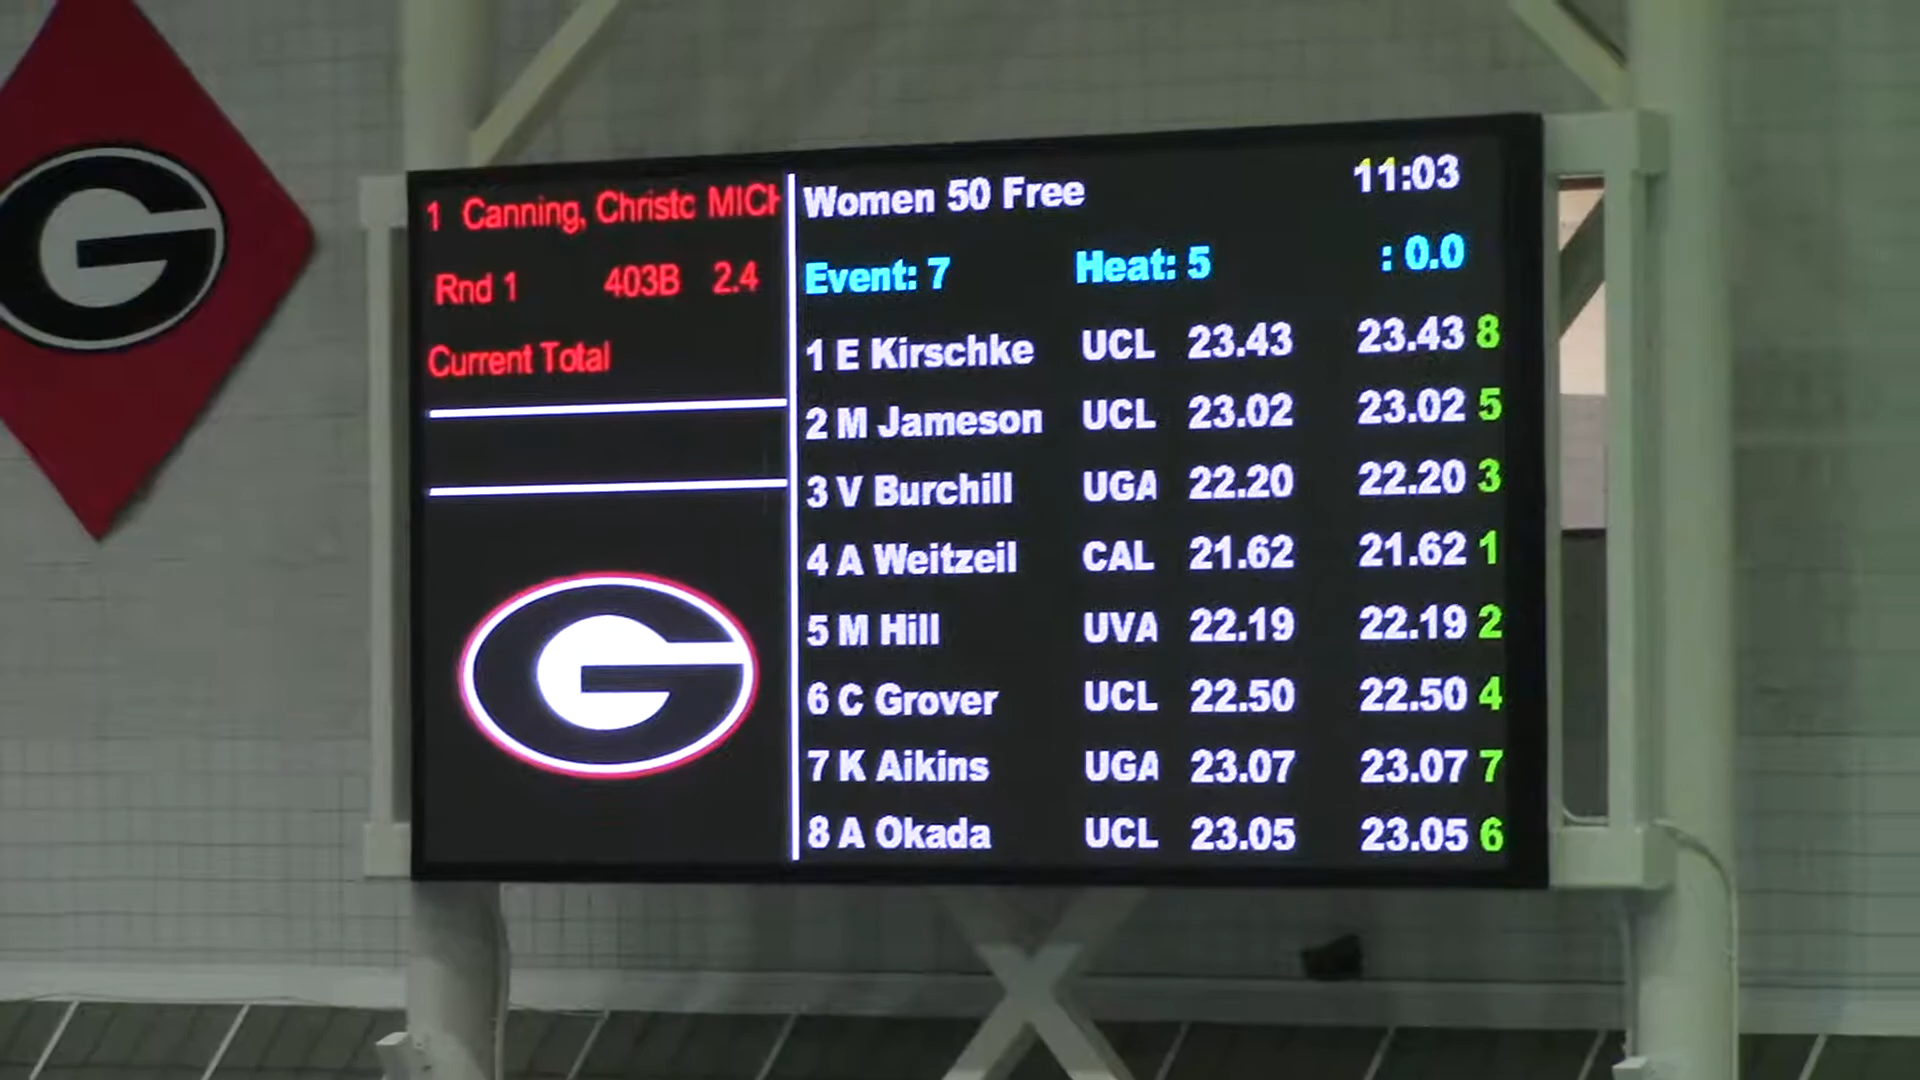 G
1 Canning, Christo MICH
Rnd 1 403B 2.4
Current Total
G
Women 50 Free 11:03
Event: 7 Heat: 5 : 0.0
1 E Kirschke UCL 23.43 23.43 8
2 M Jameson UCL 23.02 23.02 5
3 V Burchill UGA 22.20 22.20 3
4 A Weitzeil CAL 21.62 21.62 1
5 M Hill UVA 22.19 22.19 2
6 C Grover UCL 22.50 22.50 4
7 K Aikins UGA 23.07 23.07 7
8 A Okada UCL 23.05 23.05 6